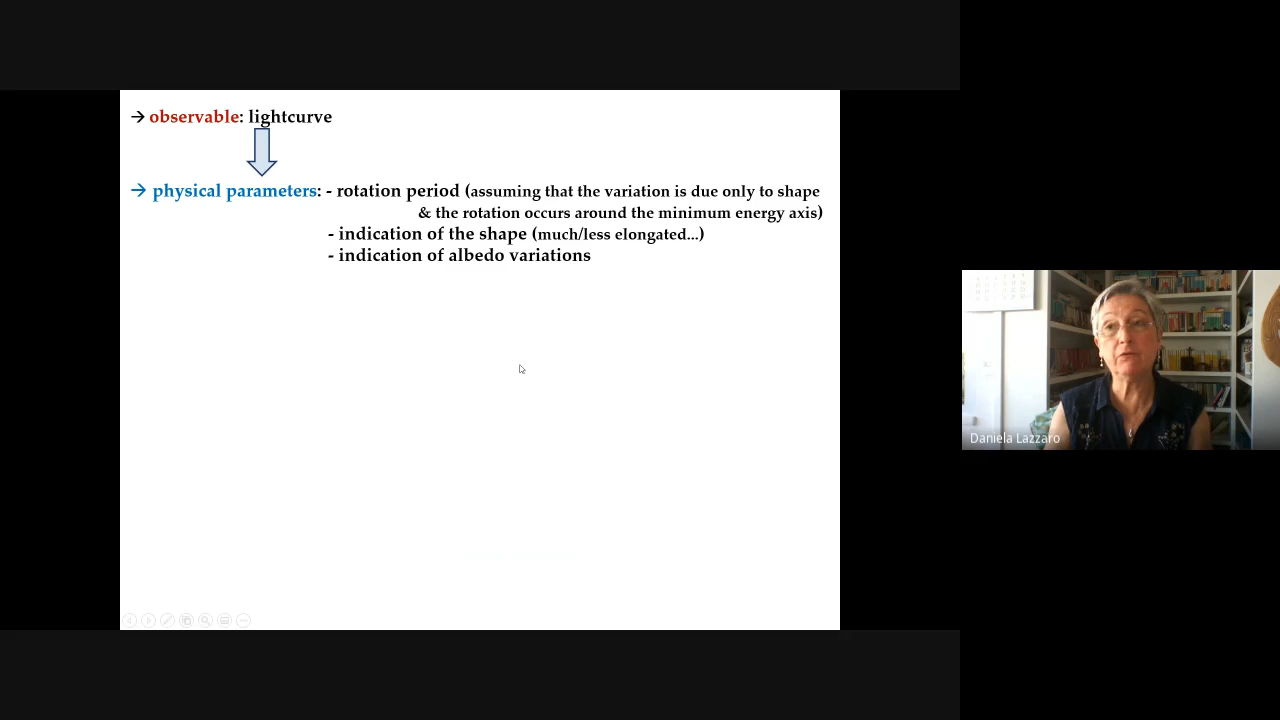 → observable: lightcurve
→ physical parameters: - rotation period (assuming that the variation is due only to shape
& the rotation occurs around the minimum energy axis)
- indication of the shape (much/less elongated...)
- indication of albedo variations
Daniela Lazzaro